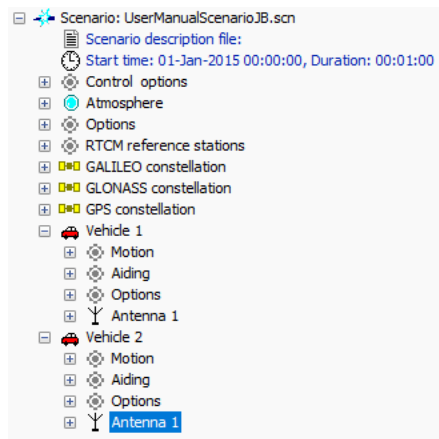 Scenario: UserManualScenarioJB.scn
Scenario description file:
Start time: 01-Jan-2015 00:00:00, Duration: 00:01:00
Control options
Atmosphere
Options
RTCM reference stations
GALILEO constellation
GLONASS constellation
GPS constellation
Vehicle 1
Motion
Aiding
Options
Antenna 1
Vehicle 2
Motion
Aiding
Options
Antenna 1